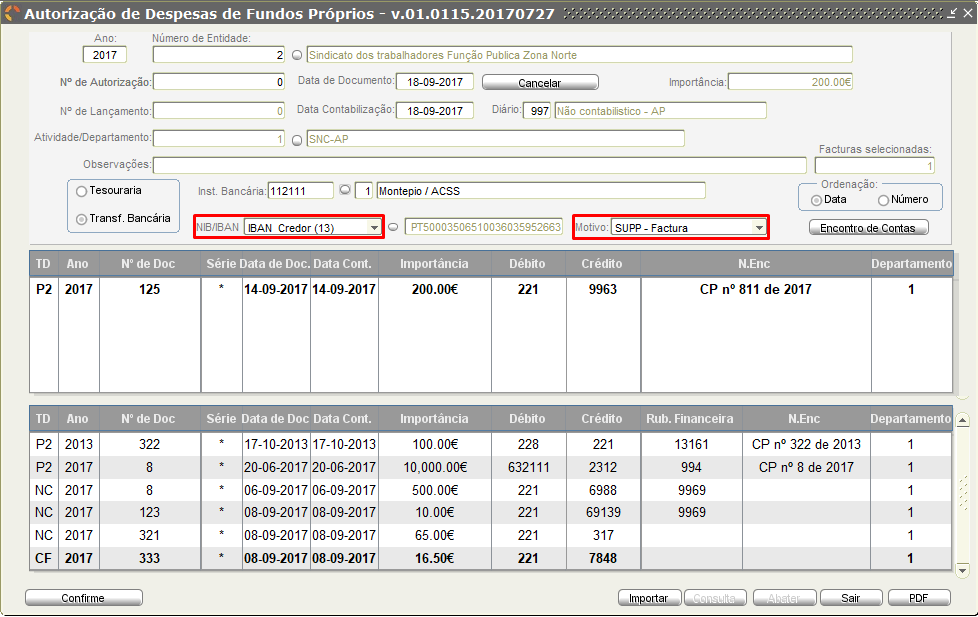 Autorização de Despesas de Fundos Próprios - v.01.0115.20170727
Ano: Número de Entidade:
2017 2 Sindicato dos trabalhadores Função Publica Zona Norte
Nº de Autorização: 0 Data de Documento: 18-09-2017 Cancelar Importância: 200.00€
Nº de Lançamento: 0 Data Contabilização: 18-09-2017 Diário: 997 Não contabilistico - AP
Atividade/Departamento: 1 SNC-AP
Facturas selecionadas:
Observações: 1
Tesouraria Inst. Bancária: 112111 1 Montepio / ACSS Ordenação:
Data Número
Transf. Bancária NIB/IBAN IBAN Credor (13) PT50003506510036035952663 Motivo: SUPP - Factura Encontro de Contas
TD Ano Nº de Doc Série Data de Doc. Data Cont. Importância Débito Crédito N.Enc Departamento
P2 2017 125 * 14-09-2017 14-09-2017 200.00€ 221 9963 CP nº 811 de 2017 1
TD Ano Nº de Doc Série Data de Doc Data Cont. Importância Débito Crédito Rub. Financeira N.Enc Departamento
P2 2013 322 * 17-10-2013 17-10-2013 100.00€ 228 221 13161 CP nº 322 de 2013 1
P2 2017 8 * 20-06-2017 20-06-2017 10,000.00€ 632111 2312 994 CP nº 8 de 2017 1
NC 2017 8 * 06-09-2017 06-09-2017 500.00€ 221 6988 9969 1
NC 2017 123 * 08-09-2017 08-09-2017 10.00€ 221 69139 9969 1
NC 2017 321 * 08-09-2017 08-09-2017 65.00€ 221 317 1
CF 2017 333 * 08-09-2017 08-09-2017 16.50€ 221 7848 1
Confirme Importar Consulta Abater Sair PDF